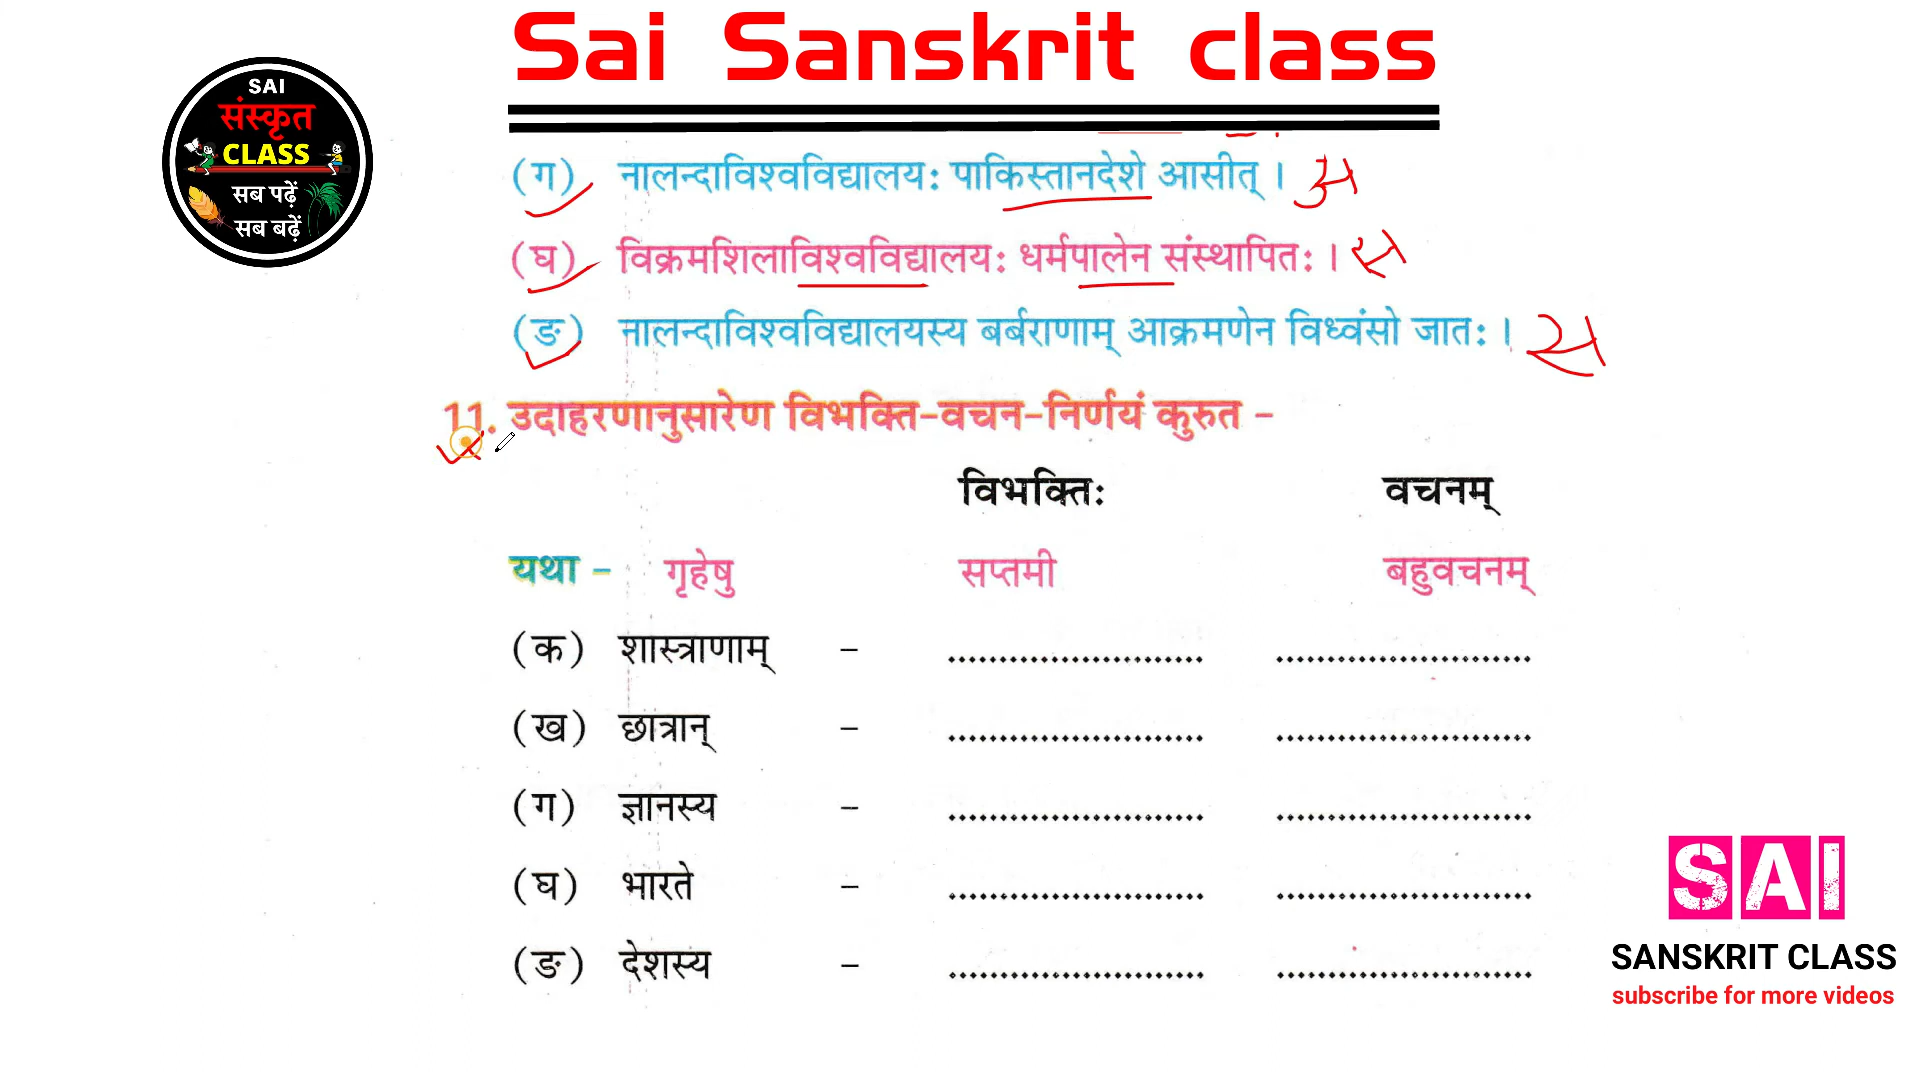 Sai Sanskrit class
SAI
संस्कृत
CLASS
सब पढ़ें
सब बढ़ें
(ग) नालन्दाविश्वविद्यालयः पाकिस्तानदेशे आसीत् । अ
(घ) विक्रमशिलाविश्वविद्यालयः धर्मपालेन संस्थापितः । स
(ङ) नालन्दाविश्वविद्यालयस्य बर्बराणाम् आक्रमणेन विध्वंसो जातः । स
11. उदाहरणानुसारेण विभक्ति-वचन-निर्णयं कुरुत -
विभक्तिः वचनम्
यथा - गृहेषु सप्तमी बहुवचनम्
(क) शास्त्राणाम् - ......................... .........................
(ख) छात्रान् - ......................... .........................
(ग) ज्ञानस्य - ......................... .........................
(घ) भारते - ......................... .........................
(ङ) देशस्य - ......................... .........................
SAI
SANSKRIT CLASS
subscribe for more videos